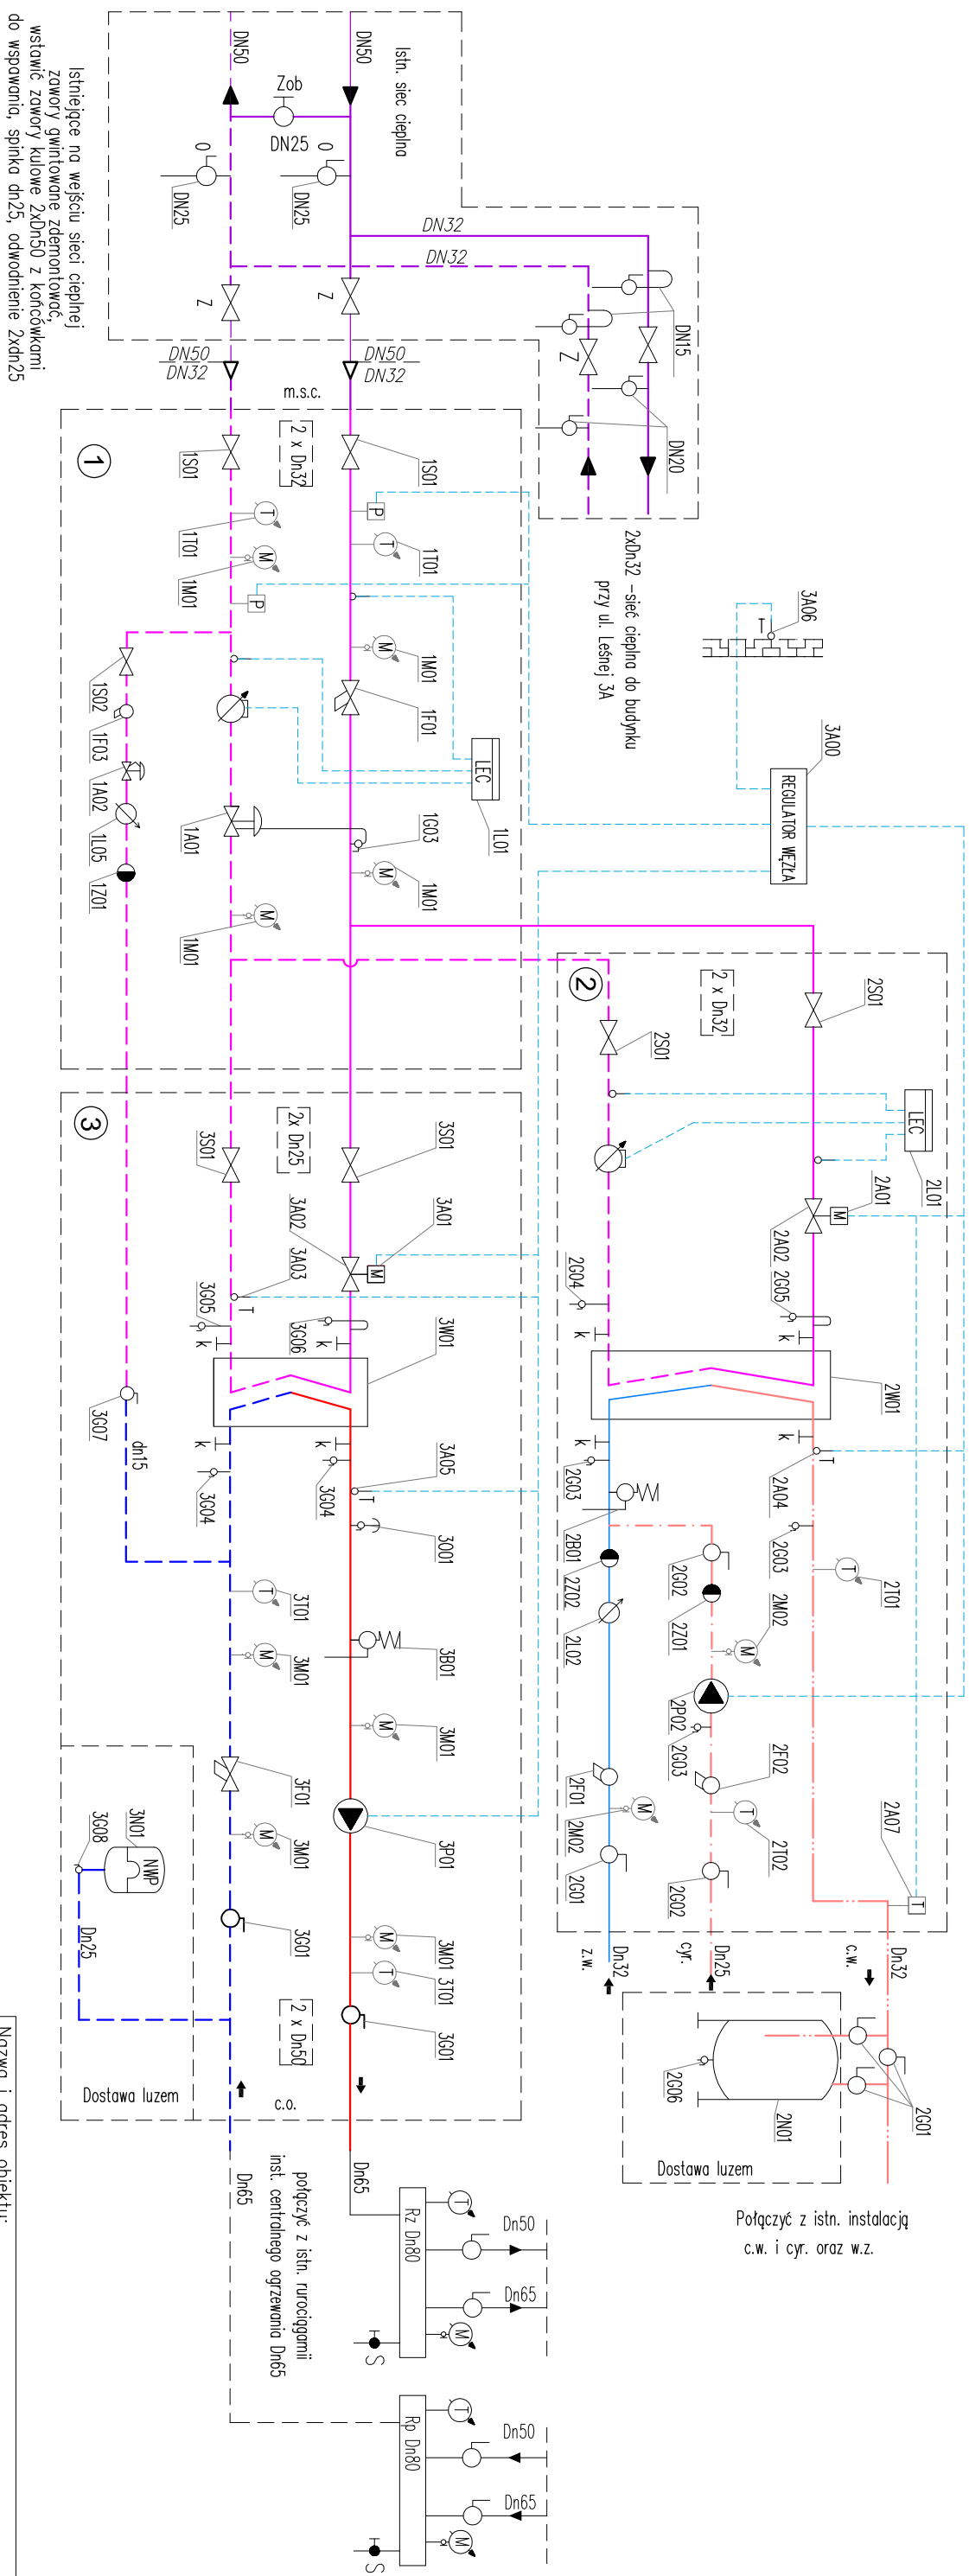 Istn. siec cieplna
DN50
DN50
Zob
DN25
O
DN25
O
DN25
DN32
DN32
Z
Z
DN15
Z
DN20
DN50
DN32
DN50
DN32
m.s.c.
Istniejące na wejściu sieci cieplnej
zawory gwintowane zdemontować,
wstawić zawory kulowe 2xDn50 z końcówkami
do wspawania, spinka dn25, odwodnienie 2xdn25
2xDn32 -sieć cieplna do budynku
przy ul. Leśnej 3A
1
2 x Dn32
1S01
1S01
P
T
1T01
T
1T01
M
1M01
P
M
1M01
1F01
LEC
1L01
1S02
1F03
1A02
1L05
1Z01
1A01
1G03
M
1M01
M
1M01
3A06
T
3A00
REGULATOR WĘZŁA
2
2 x Dn32
2S01
2S01
LEC
2L01
2A01
M
2A02
2G05
2G04
k
k
2W01
k
k
T
2A04
2G03
2G03
2B01
2Z02
2L02
2G02
2Z01
T
2T01
2M02
M
2P02
2G03
2F02
T
2T02
2F01
M
2M02
2G01
2G02
2A07
T
Dn32
c.w.
Dn25
cyr.
Dn32
z.w.
2G01
2G06
2N01
Dostawa luzem
Połączyć z istn. instalacją
c.w. i cyr. oraz w.z.
3
2x Dn25
3S01
3S01
3A01
M
3A02
3A03
T
3G05
k
3G06
k
3W01
k
k
3G04
3G04
3G07
dn15
3A05
T
3O01
3B01
T
3T01
M
3M01
M
3M01
3F01
M
3M01
3P01
3G01
M
3M01
T
3T01
3G01
2 x Dn50
c.o.
3G08
3N01
NWP
Dn25
Dostawa luzem
Dn65
Dn65
połączyć z istn. rurociągamii
inst. centralnego ogrzewania Dn65
T
Rz Dn80
Dn50
Dn65
M
S
T
Rp Dn80
Dn50
Dn65
M
S
Nazwa i adres obiektu: